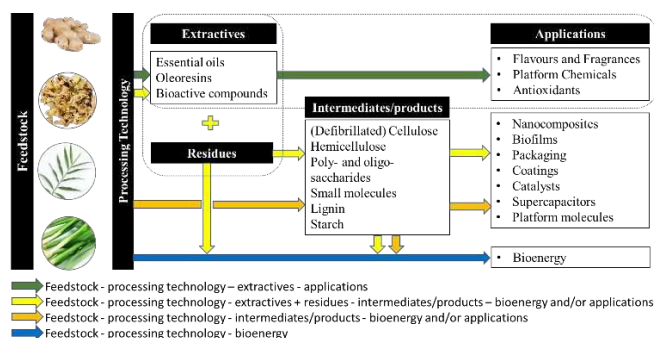 Feedstock
Processing Technology
Extractives
Essential oils
Oleoresins
Bioactive compounds
Residues
Intermediates/products
(Defibrillated) Cellulose
Hemicellulose
Poly- and oligo-
saccharides
Small molecules
Lignin
Starch
Applications
• Flavours and Fragrances
• Platform Chemicals
• Antioxidants
• Nanocomposites
• Biofilms
• Packaging
• Coatings
• Catalysts
• Supercapacitors
• Platform molecules
• Bioenergy
Feedstock - processing technology – extractives - applications
Feedstock - processing technology - extractives + residues - intermediates/products – bioenergy and/or applications
Feedstock - processing technology - intermediates/products - bioenergy and/or applications
Feedstock - processing technology - bioenergy